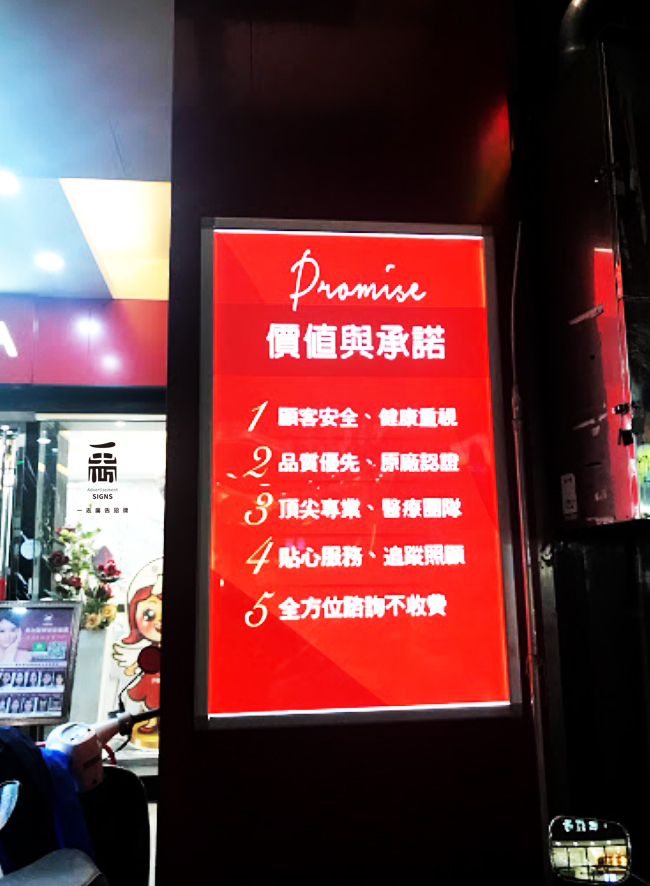 Promise
價值與承諾
1 顧客安全、健康重視
2 品質優先、原廠認證
3 頂尖專業、醫療團隊
4 貼心服務、追蹤照顧
5 全方位諮詢不收費
A
Advertisement
SIGNS